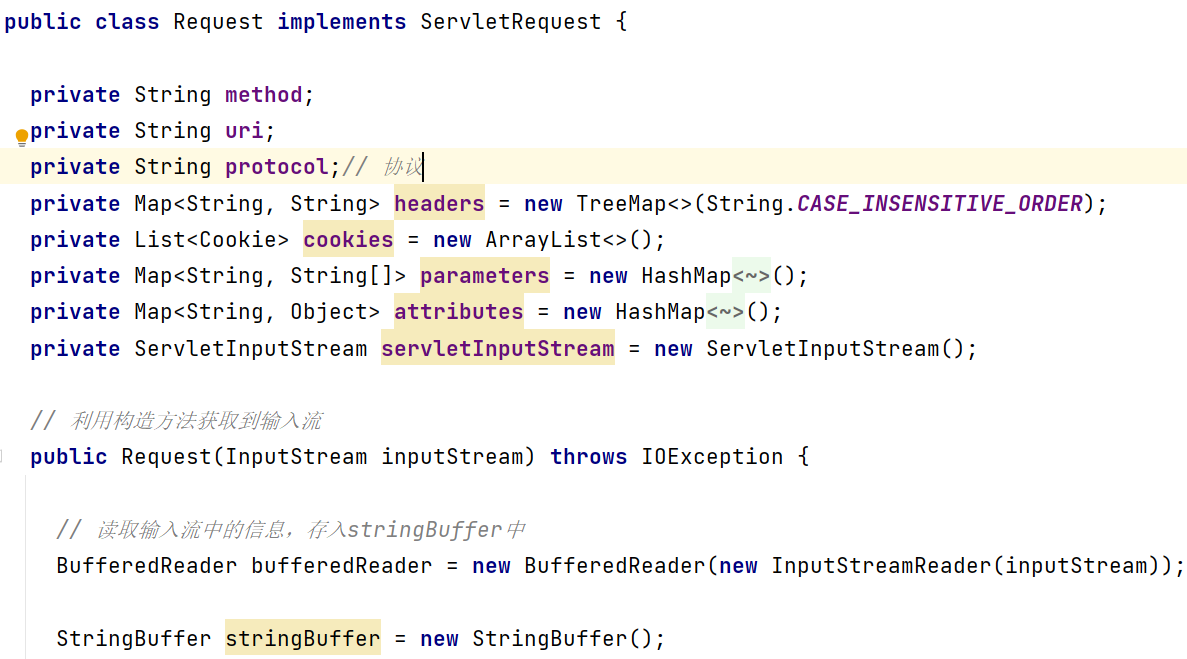 public class Request implements ServletRequest {
private String method;
private String uri;
private String protocol;// 协议
private Map<String, String> headers = new TreeMap<>(String.CASE_INSENSITIVE_ORDER);
private List<Cookie> cookies = new ArrayList<>();
private Map<String, String[]> parameters = new HashMap<~>();
private Map<String, Object> attributes = new HashMap<~>();
private ServletInputStream servletInputStream = new ServletInputStream();
// 利用构造方法获取到输入流
public Request(InputStream inputStream) throws IOException {
// 读取输入流中的信息，存入stringBuffer中
BufferedReader bufferedReader = new BufferedReader(new InputStreamReader(inputStream));
StringBuffer stringBuffer = new StringBuffer();